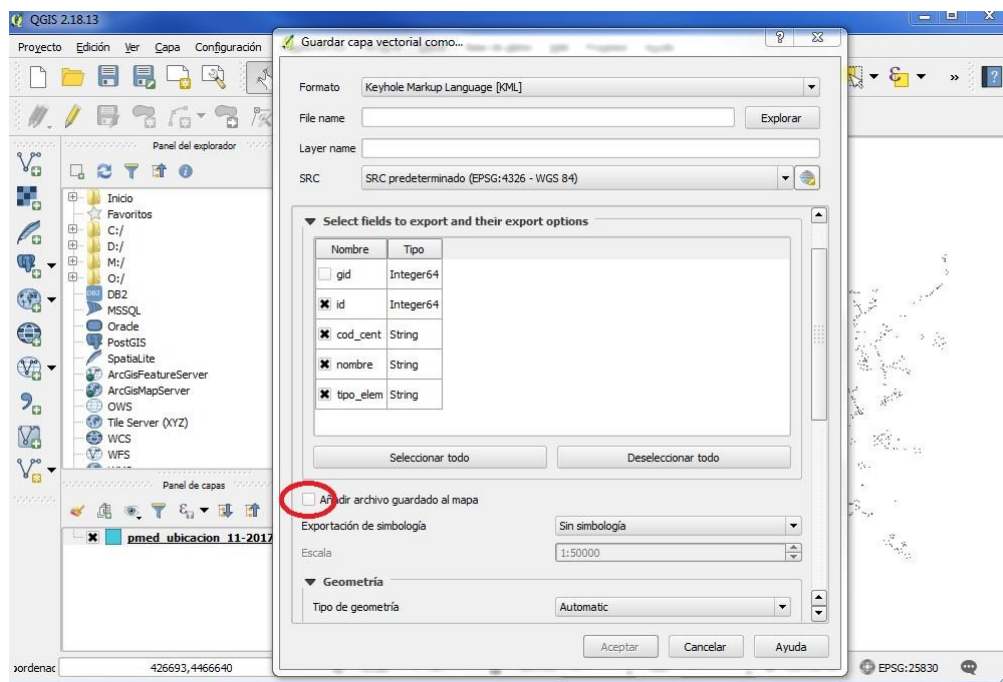 QGIS 2.18.13
Proyecto Edición Ver Capa Configuración
Guardar capa vectorial como...
Formato Keyhole Markup Language [KML]
File name Explorar
Layer name
SRC SRC predeterminado (EPSG:4326 - WGS 84)
Panel del explorador
Inicio
Favoritos
C:/
D:/
M:/
O:/
DB2
MSSQL
Oracle
PostGIS
SpatiaLite
ArcGisFeatureServer
ArcGisMapServer
OWS
Tile Server (XYZ)
WCS
WFS
Select fields to export and their export options
Nombre Tipo
gid Integer64
id Integer64
cod_cent String
nombre String
tipo_elem String
Seleccionar todo Deseleccionar todo
Panel de capas
pmed_ubicacion_11-2017
Añadir archivo guardado al mapa
Exportación de simbología Sin simbología
Escala 1:50000
Geometría
Tipo de geometría Automatic
Aceptar Cancelar Ayuda
426693,4466640
EPSG:25830